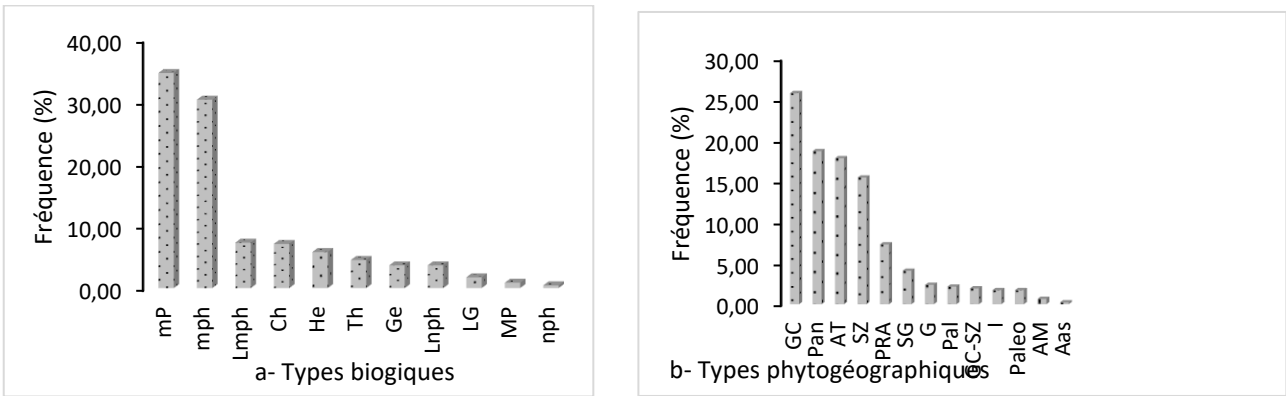 40,00
30,00
20,00
10,00
0,00
Fréquence (%)
mP
mph
Lmph
Ch
He
Th
Ge
Lnph
LG
MP
nph
a- Types biogiques
30,00
25,00
20,00
15,00
10,00
5,00
0,00
Fréquence (%)
GC
Pan
AT
SZ
PRA
SG
G
Pal
GC-SZ
I
Paleo
AM
Aas
b- Types phytogéographiques